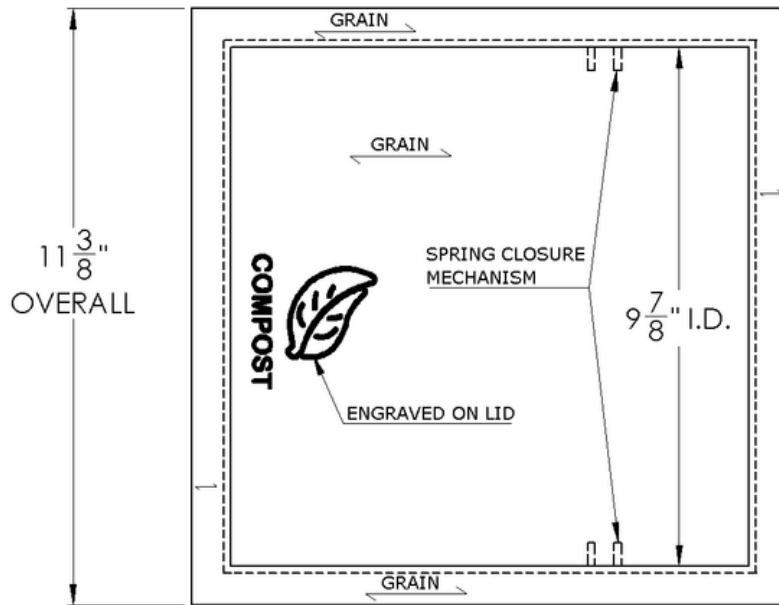 GRAIN
GRAIN
11 3/8"
OVERALL
SPRING CLOSURE
MECHANISM
9 7/8" I.D.
COMPOST
ENGRAVED ON LID
GRAIN